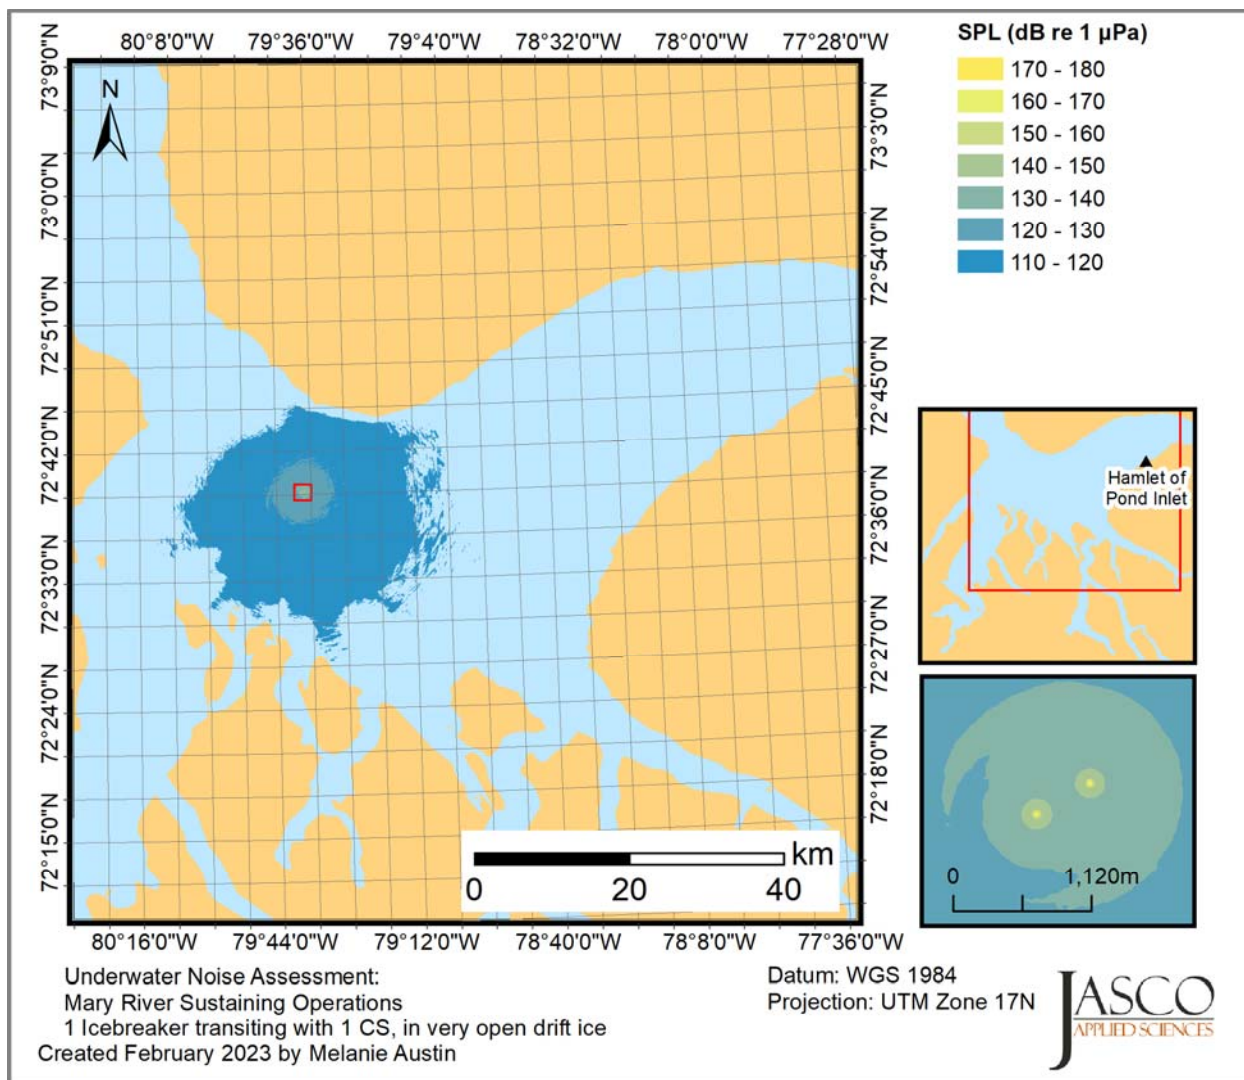 80°8'0"W 79°36'0"W 79°4'0"W 78°32'0"W 78°0'0"W 77°28'0"W
73°9'0"N
73°0'0"N
72°51'0"N
72°42'0"N
72°33'0"N
72°24'0"N
72°15'0"N
N
73°3'0"N
72°54'0"N
72°45'0"N
72°36'0"N
72°27'0"N
72°18'0"N
km
0 20 40
80°16'0"W 79°44'0"W 79°12'0"W 78°40'0"W 78°8'0"W 77°36'0"W
SPL (dB re 1 µPa)
170 - 180
160 - 170
150 - 160
140 - 150
130 - 140
120 - 130
110 - 120
Hamlet of
Pond Inlet
0 1,120m
Underwater Noise Assessment:
Mary River Sustaining Operations
1 Icebreaker transiting with 1 CS, in very open drift ice
Created February 2023 by Melanie Austin
Datum: WGS 1984
Projection: UTM Zone 17N
JASCO
APPLIED SCIENCES